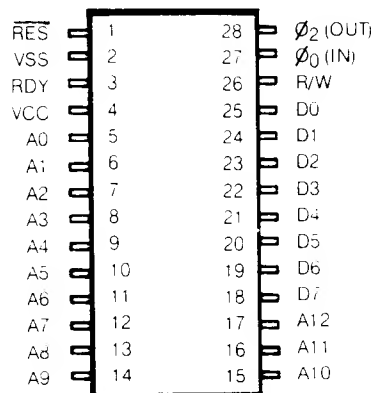 R̅E̅S̅ 1 28 Ø₂ (OUT)
VSS 2 27 Ø₀ (IN)
RDY 3 26 R/W
VCC 4 25 D0
A0 5 24 D1
A1 6 23 D2
A2 7 22 D3
A3 8 21 D4
A4 9 20 D5
A5 10 19 D6
A6 11 18 D7
A7 12 17 A12
A8 13 16 A11
A9 14 15 A10